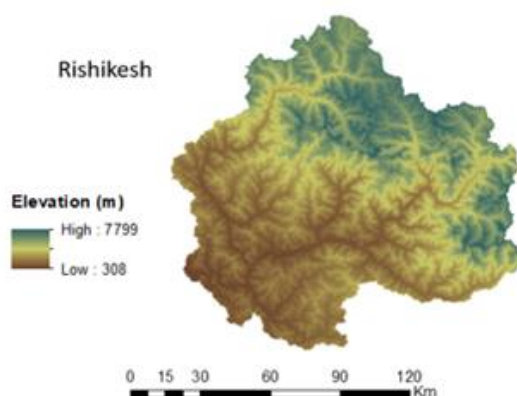 Rishikesh
Elevation (m)
High : 7799
Low : 308
0 15 30 60 90 120
Km